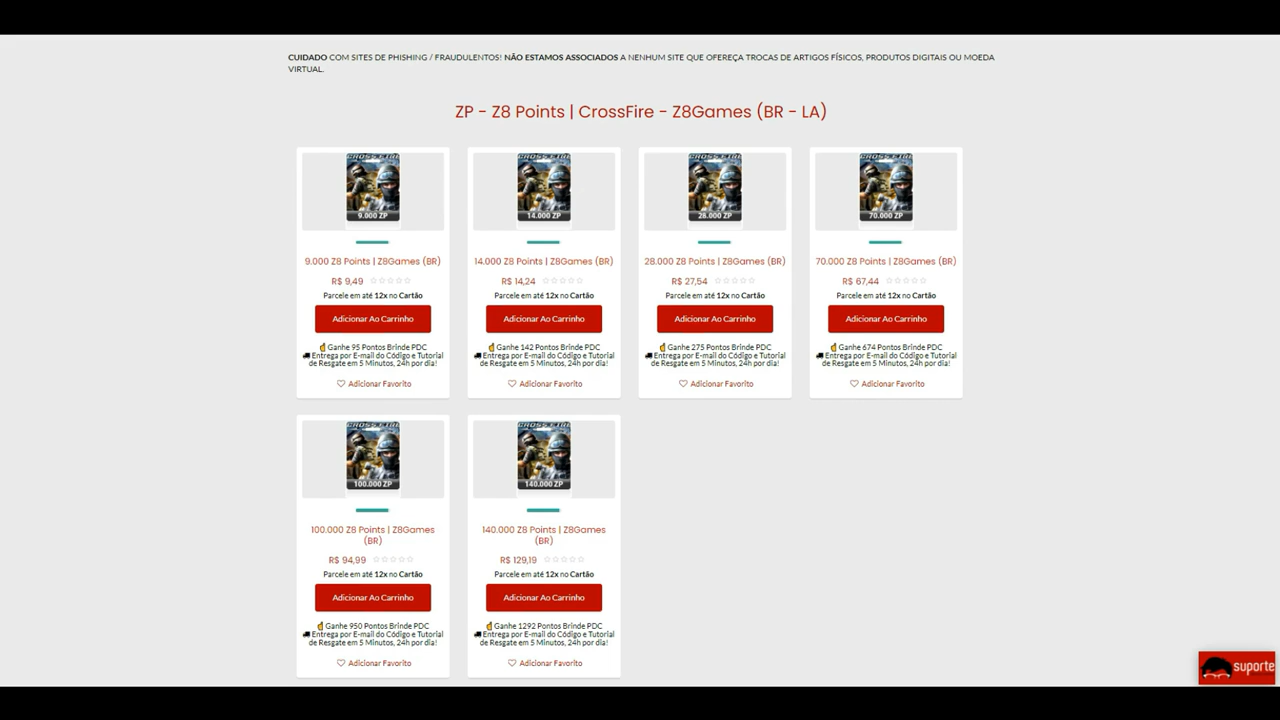 CUIDADO COM SITES DE PHISHING / FRAUDULENTOS! NÃO ESTAMOS ASSOCIADOS A NENHUM SITE QUE OFEREÇA TROCAS DE ARTIGOS FÍSICOS, PRODUTOS DIGITAIS OU MOEDA
VIRTUAL.
ZP - Z8 Points | CrossFire - Z8Games (BR - LA)
CROSS FIRE
9.000 ZP
9.000 Z8 Points | Z8Games (BR)
R$ 9,49
Parcele em até 12x no Cartão
Adicionar Ao Carrinho
Ganhe 95 Pontos Brinde PDC
Entrega por E-mail do Código e Tutorial
de Resgate em 5 Minutos, 24h por dia!
Adicionar Favorito
CROSS FIRE
14.000 ZP
14.000 Z8 Points | Z8Games (BR)
R$ 14,24
Parcele em até 12x no Cartão
Adicionar Ao Carrinho
Ganhe 142 Pontos Brinde PDC
Entrega por E-mail do Código e Tutorial
de Resgate em 5 Minutos, 24h por dia!
Adicionar Favorito
CROSS FIRE
28.000 ZP
28.000 Z8 Points | Z8Games (BR)
R$ 27,54
Parcele em até 12x no Cartão
Adicionar Ao Carrinho
Ganhe 275 Pontos Brinde PDC
Entrega por E-mail do Código e Tutorial
de Resgate em 5 Minutos, 24h por dia!
Adicionar Favorito
CROSS FIRE
70.000 ZP
70.000 Z8 Points | Z8Games (BR)
R$ 67,44
Parcele em até 12x no Cartão
Adicionar Ao Carrinho
Ganhe 674 Pontos Brinde PDC
Entrega por E-mail do Código e Tutorial
de Resgate em 5 Minutos, 24h por dia!
Adicionar Favorito
CROSS FIRE
100.000 ZP
100.000 Z8 Points | Z8Games
(BR)
R$ 94,99
Parcele em até 12x no Cartão
Adicionar Ao Carrinho
Ganhe 950 Pontos Brinde PDC
Entrega por E-mail do Código e Tutorial
de Resgate em 5 Minutos, 24h por dia!
Adicionar Favorito
CROSS FIRE
140.000 ZP
140.000 Z8 Points | Z8Games
(BR)
R$ 129,19
Parcele em até 12x no Cartão
Adicionar Ao Carrinho
Ganhe 1292 Pontos Brinde PDC
Entrega por E-mail do Código e Tutorial
de Resgate em 5 Minutos, 24h por dia!
Adicionar Favorito
suporte